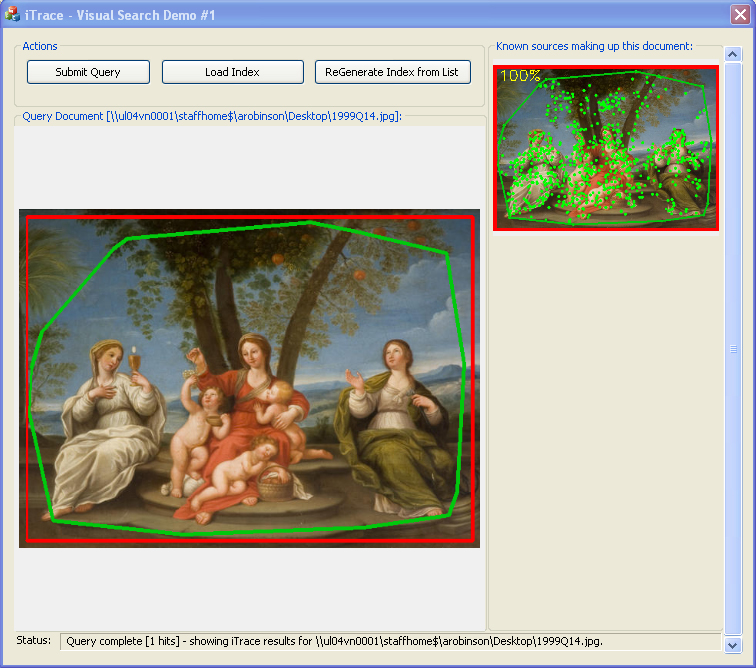 iTrace - Visual Search Demo #1
Actions
Submit Query
Load Index
ReGenerate Index from List
Query Document [\\ul04vn0001\staffhome$\arobinson\Desktop\1999Q14.jpg]:
Known sources making up this document:
100%
Status:
Query complete [1 hits] - showing iTrace results for \\ul04vn0001\staffhome$\arobinson\Desktop\1999Q14.jpg.